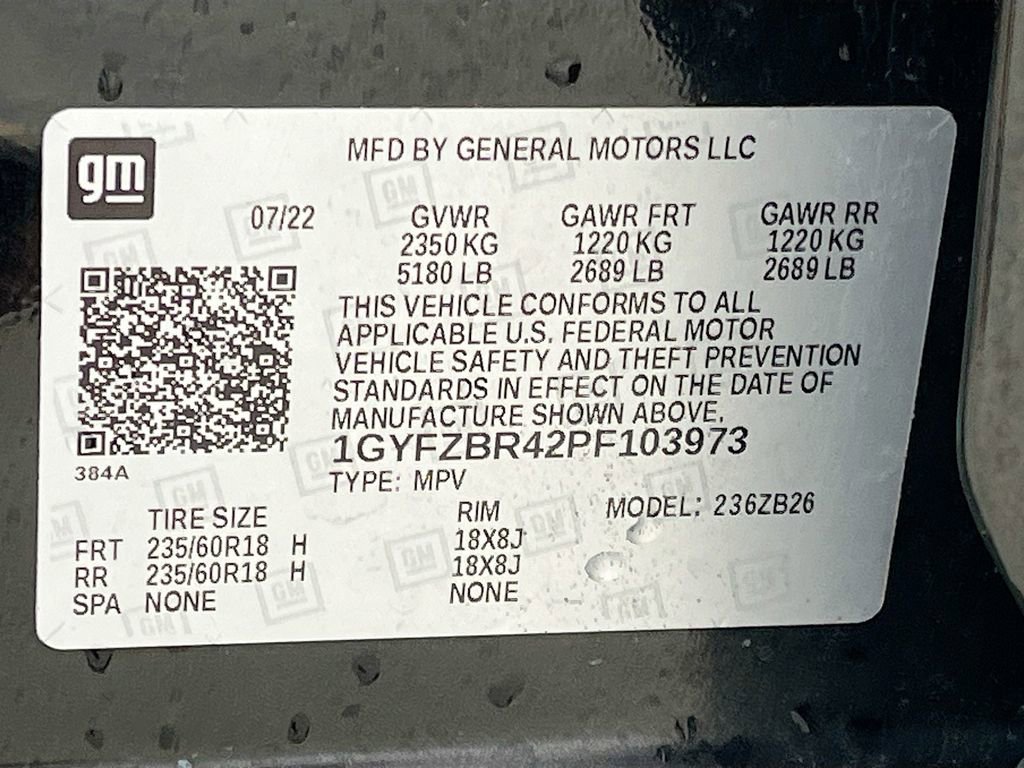 gm
MFD BY GENERAL MOTORS LLC
07/22 GVWR GAWR FRT GAWR RR
2350 KG 1220 KG 1220 KG
5180 LB 2689 LB 2689 LB
THIS VEHICLE CONFORMS TO ALL
APPLICABLE U.S. FEDERAL MOTOR
VEHICLE SAFETY AND THEFT PREVENTION
STANDARDS IN EFFECT ON THE DATE OF
MANUFACTURE SHOWN ABOVE.
1GYFZBR42PF103973
384A
TYPE: MPV
TIRE SIZE RIM MODEL: 236ZB26
FRT 235/60R18 H 18X8J
RR 235/60R18 H 18X8J
SPA NONE NONE